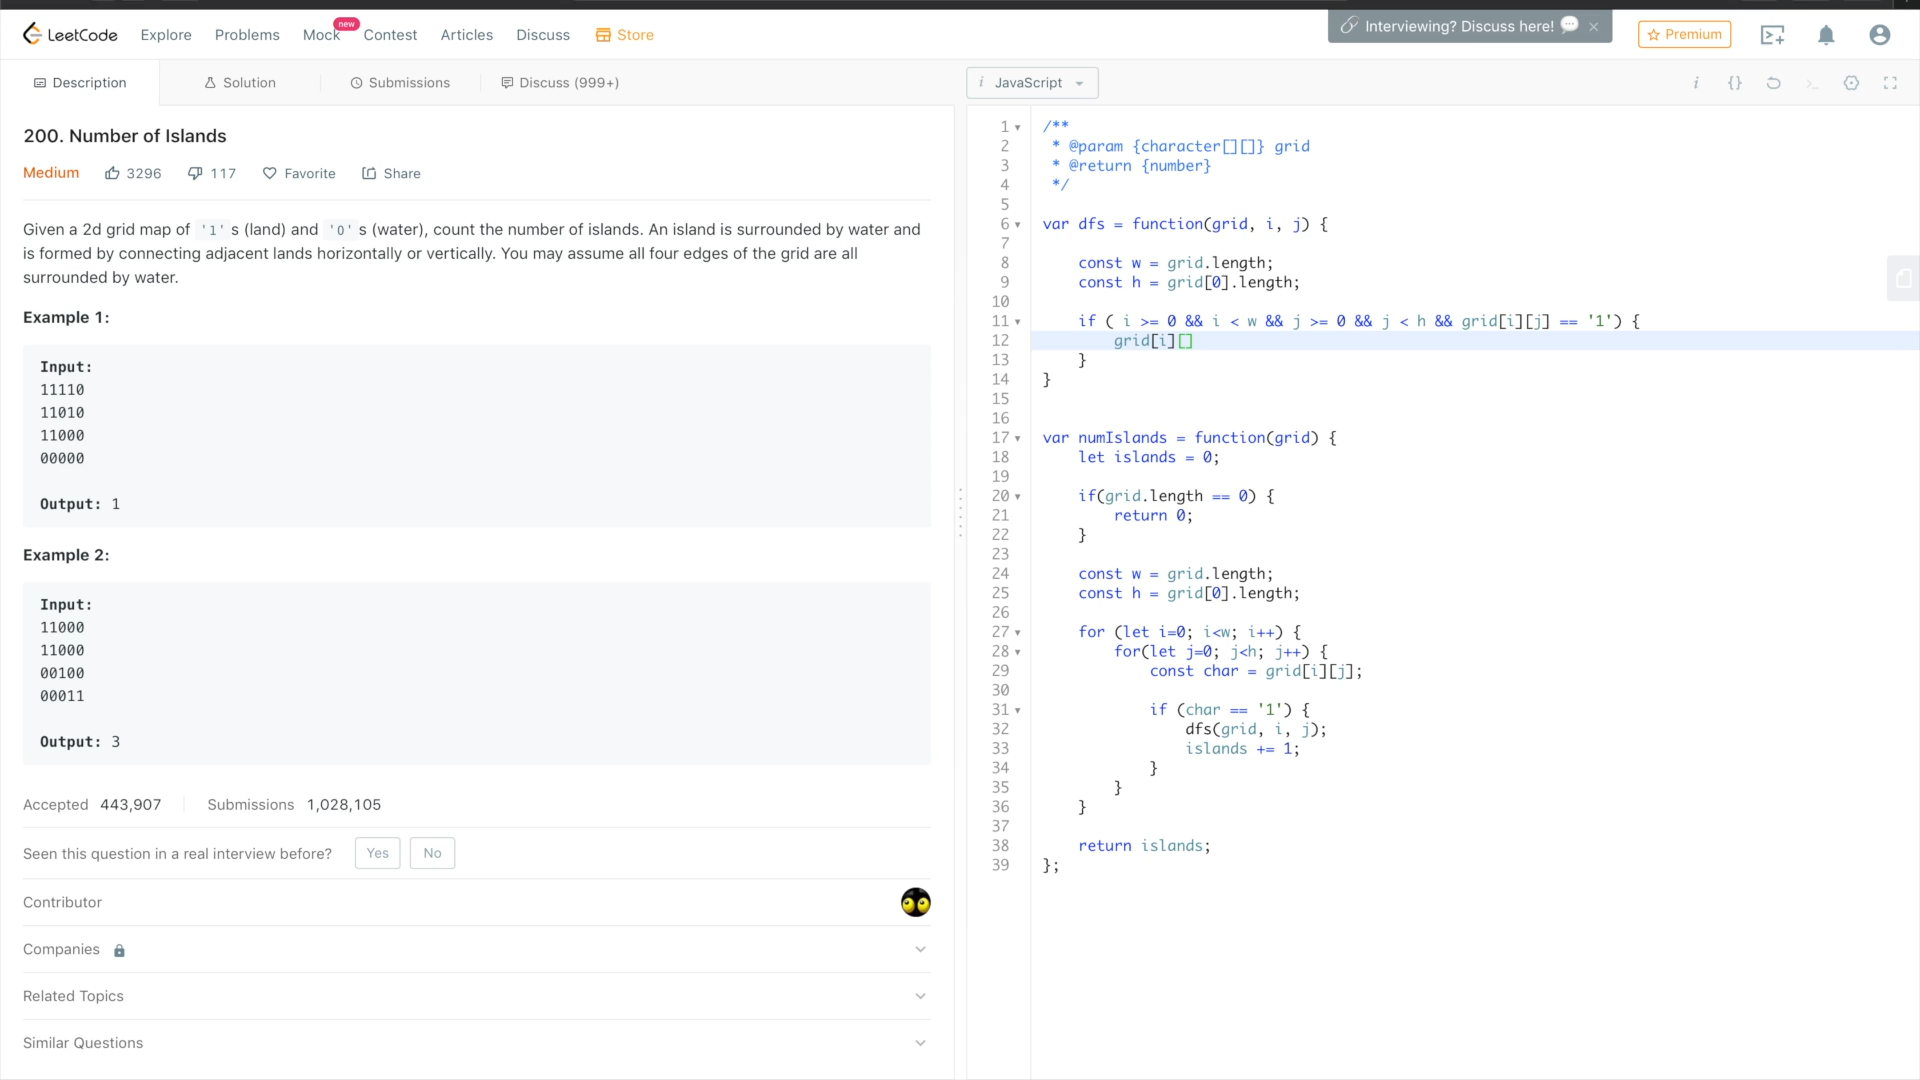 LeetCode Explore Problems Mock new Contest Articles Discuss Store Interviewing? Discuss here! 💬 × Premium
Description Solution Submissions Discuss (999+)
200. Number of Islands
Medium 3296 117 Favorite Share
Given a 2d grid map of '1's (land) and '0's (water), count the number of islands. An island is surrounded by water and
is formed by connecting adjacent lands horizontally or vertically. You may assume all four edges of the grid are all
surrounded by water.
Example 1:
Input:
11110
11010
11000
00000
Output: 1
Example 2:
Input:
11000
11000
00100
00011
Output: 3
Accepted 443,907 Submissions 1,028,105
Seen this question in a real interview before? Yes No
Contributor
Companies
Related Topics
Similar Questions
i JavaScript i {} >_
1 /**
2  * @param {character[][]} grid
3  * @return {number}
4  */
5
6 var dfs = function(grid, i, j) {
7
8     const w = grid.length;
9     const h = grid[0].length;
10
11     if ( i >= 0 && i < w && j >= 0 && j < h && grid[i][j] == '1') {
12         grid[i][]
13     }
14 }
15
16
17 var numIslands = function(grid) {
18     let islands = 0;
19
20     if(grid.length == 0) {
21         return 0;
22     }
23
24     const w = grid.length;
25     const h = grid[0].length;
26
27     for (let i=0; i<w; i++) {
28         for(let j=0; j<h; j++) {
29             const char = grid[i][j];
30
31             if (char == '1') {
32                 dfs(grid, i, j);
33                 islands += 1;
34             }
35         }
36     }
37
38     return islands;
39 };